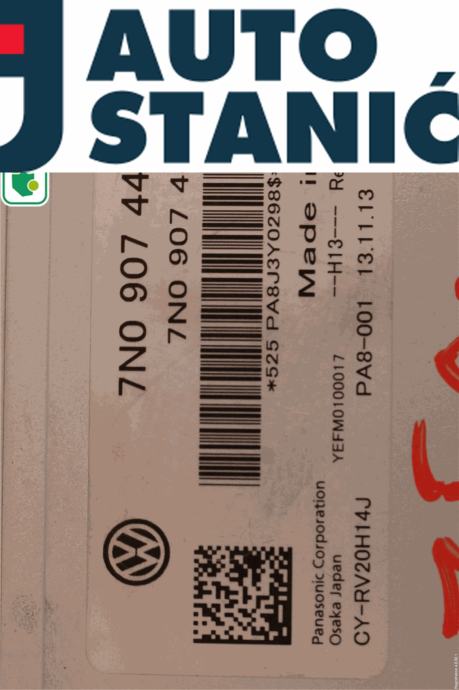 AUTO
STANIĆ
7N0 907 44
7N0 907 4
*525 PA8J3Y0298$*
Made i
--H13--- Re
YEFM0100017
PA8-001 13.11.13
Panasonic Corporation
Osaka Japan
CY-RV20H14J